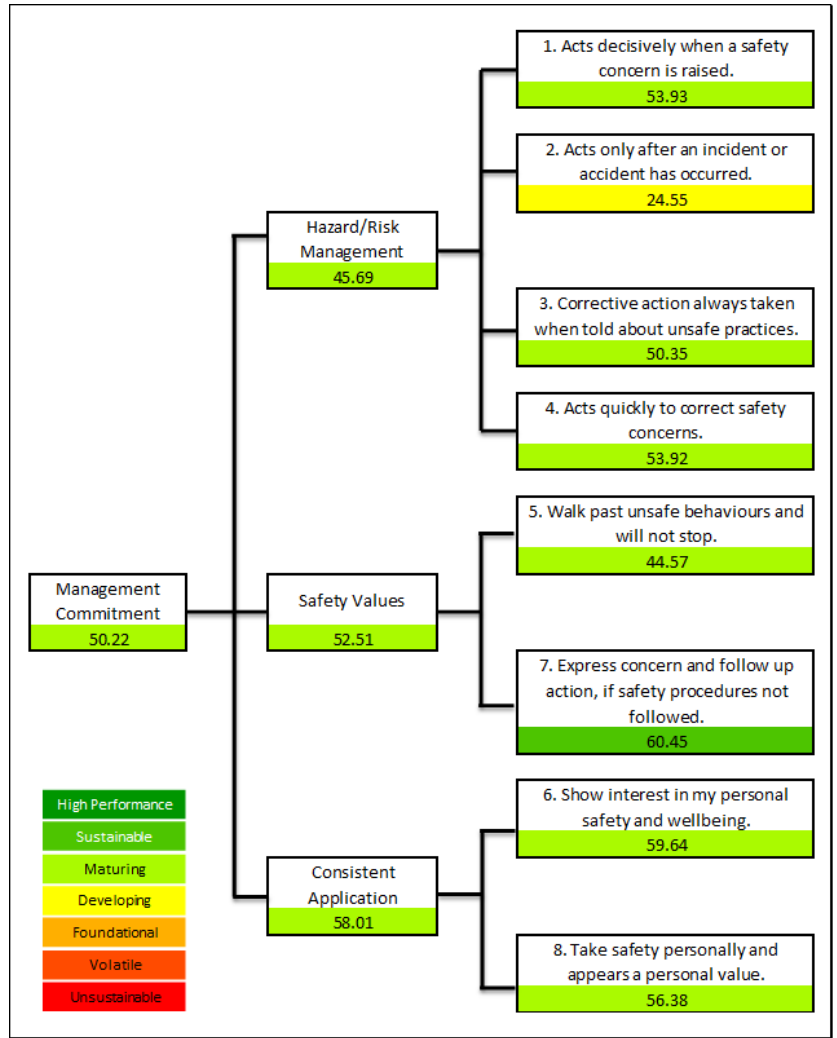 1. Acts decisively when a safety
concern is raised.
53.93
2. Acts only after an incident or
accident has occurred.
24.55
Hazard/Risk
Management
45.69
3. Corrective action always taken
when told about unsafe practices.
50.35
4. Acts quickly to correct safety
concerns.
53.92
5. Walk past unsafe behaviours and
will not stop.
44.57
Management
Commitment
50.22
Safety Values
52.51
7. Express concern and follow up
action, if safety procedures not
followed.
60.45
6. Show interest in my personal
safety and wellbeing.
59.64
Consistent
Application
58.01
8. Take safety personally and
appears a personal value.
56.38
High Performance
Sustainable
Maturing
Developing
Foundational
Volatile
Unsustainable